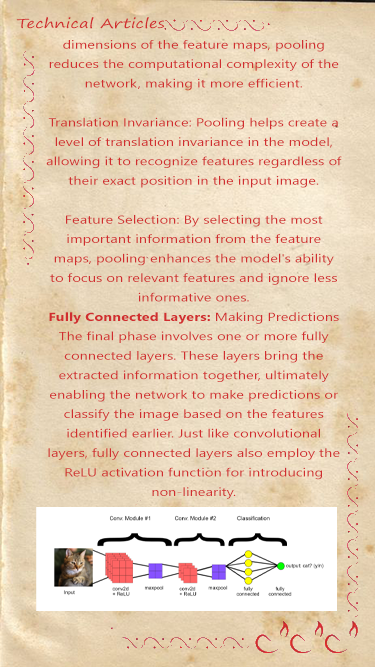 Technical Articles
dimensions of the feature maps, pooling
reduces the computational complexity of the
network, making it more efficient.
Translation Invariance: Pooling helps create a
level of translation invariance in the model,
allowing it to recognize features regardless of
their exact position in the input image.
Feature Selection: By selecting the most
important information from the feature
maps, pooling enhances the model's ability
to focus on relevant features and ignore less
informative ones.
Fully Connected Layers: Making Predictions
The final phase involves one or more fully
connected layers. These layers bring the
extracted information together, ultimately
enabling the network to make predictions or
classify the image based on the features
identified earlier. Just like convolutional
layers, fully connected layers also employ the
ReLU activation function for introducing
non-linearity.
Conv. Module #1 Conv. Module #2 Classification
output: cat? (y/n)
Input
conv2d
+ ReLU
maxpool
conv2d
+ ReLU
maxpool
fully
connected
fully
connected